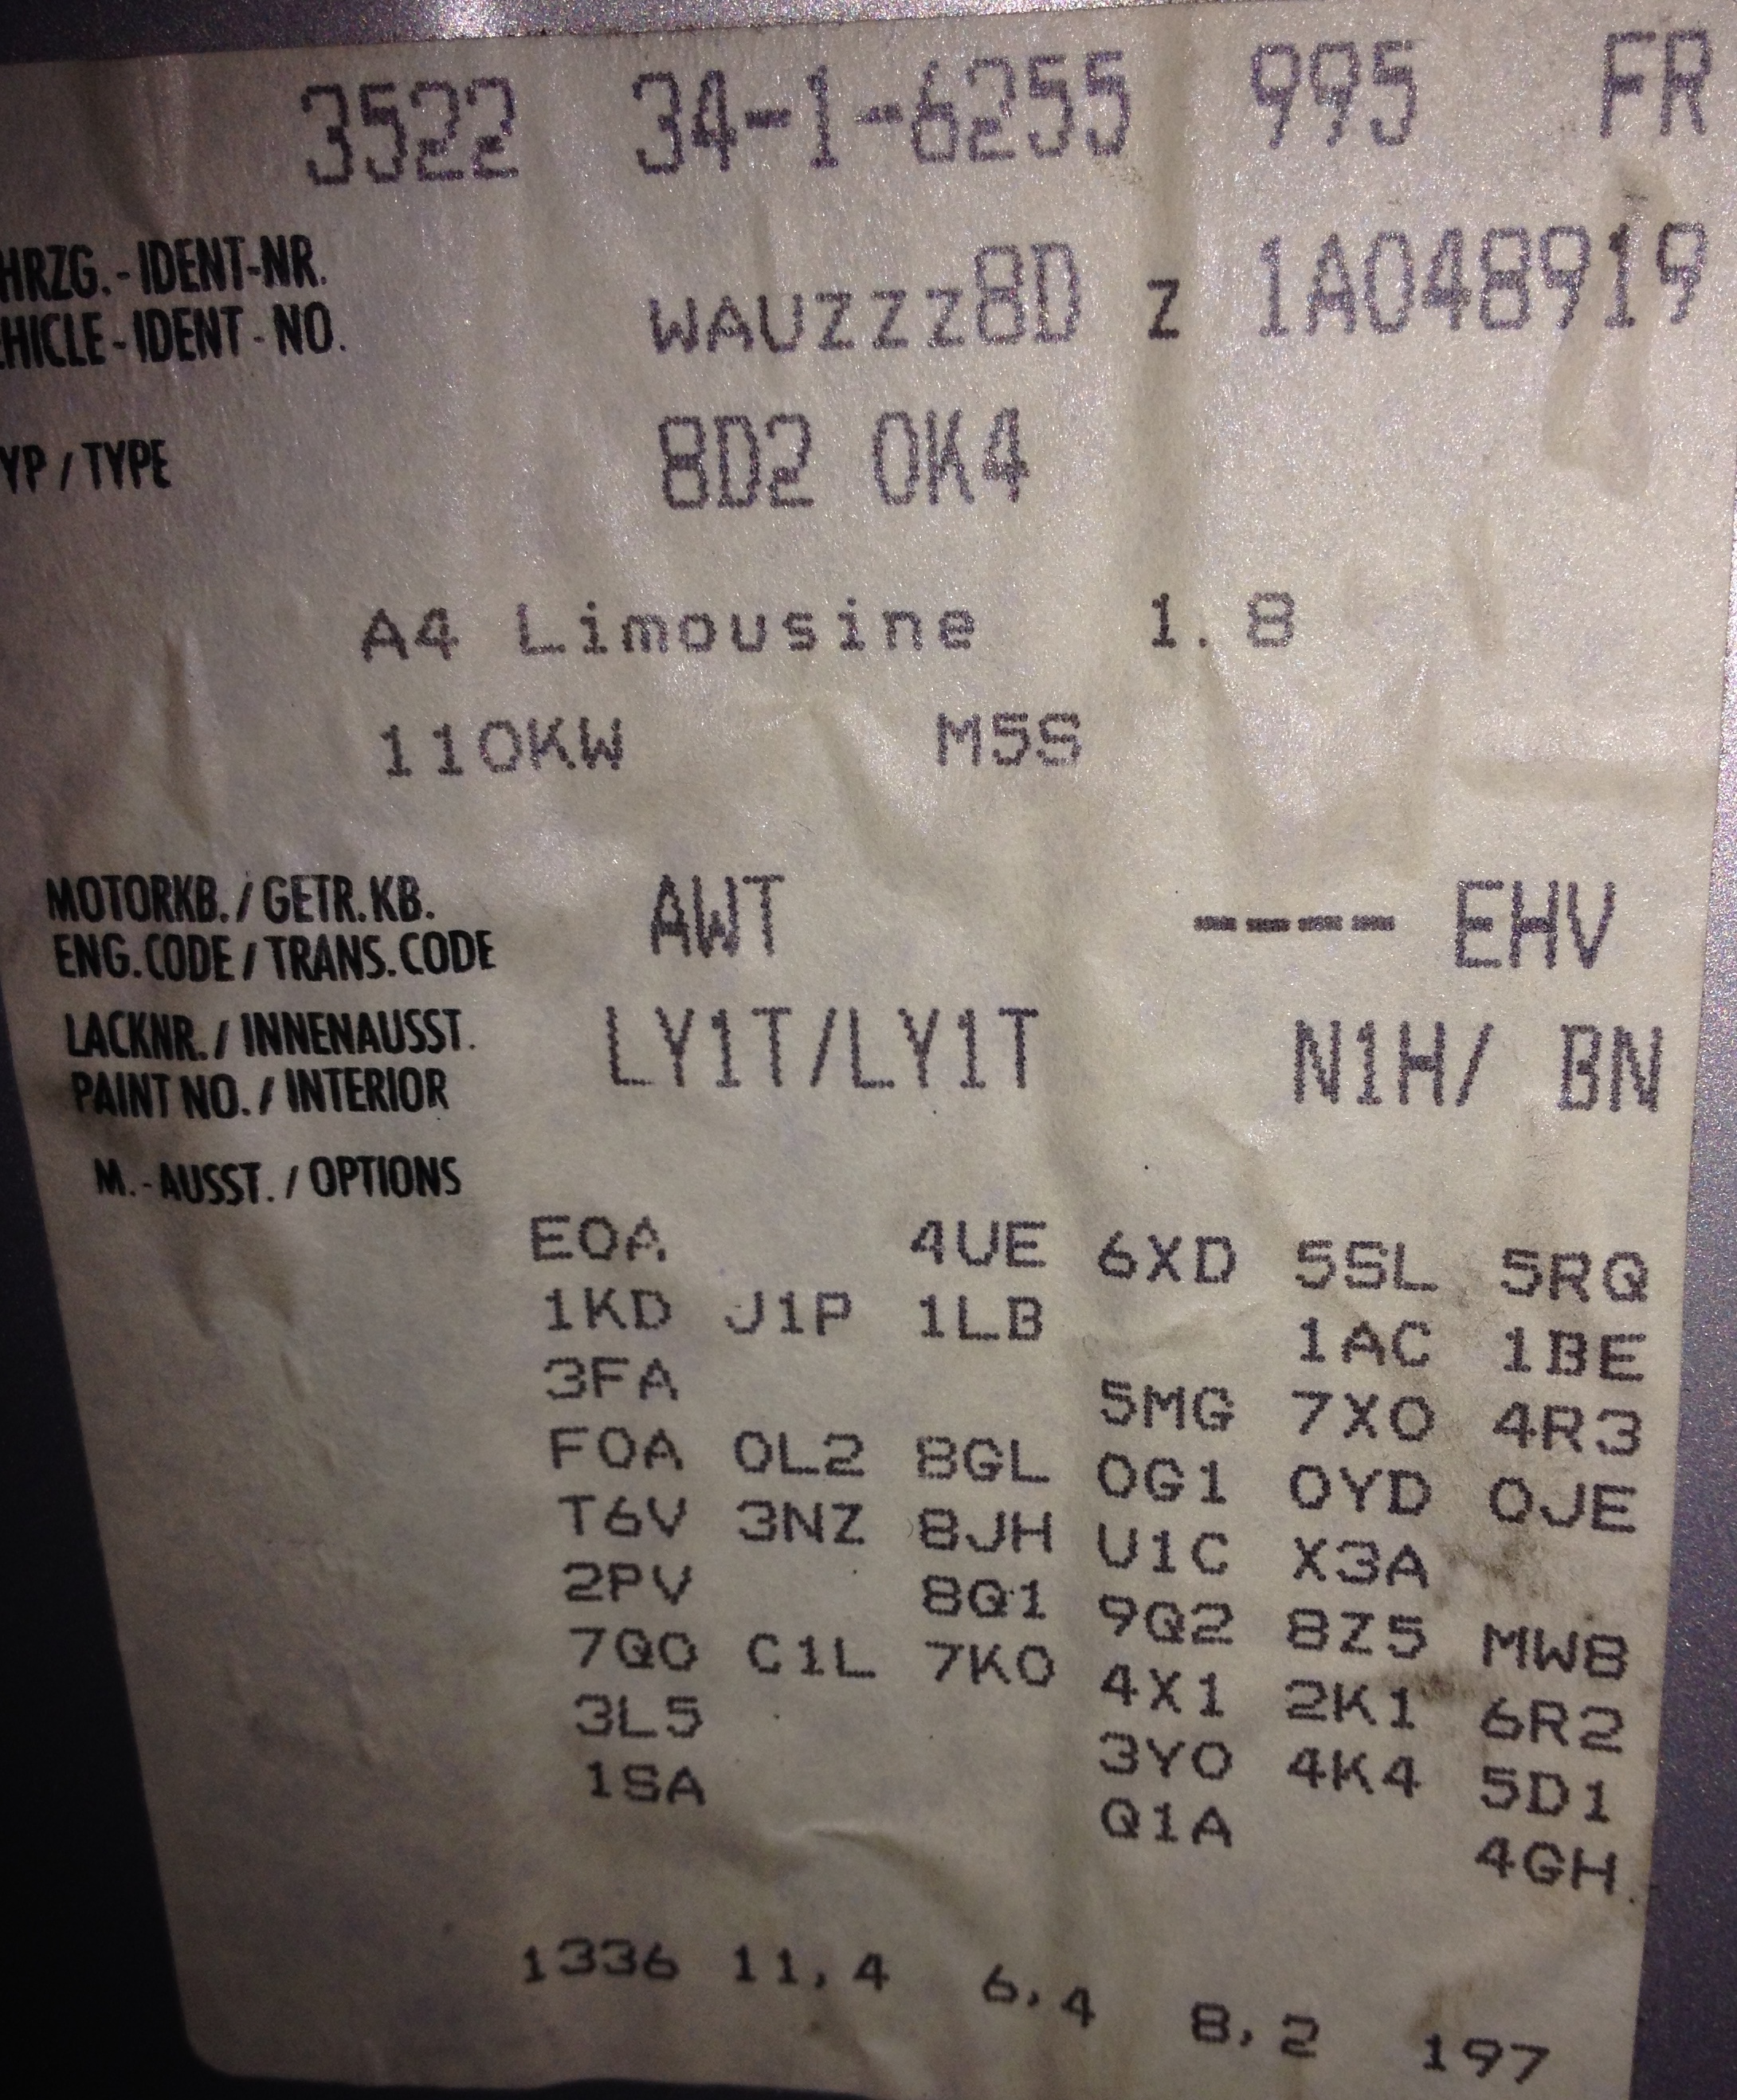 3522 34-1-6255 995 FR
HRZG.-IDENT-NR.
EHICLE-IDENT-NO. WAUZZZ8D Z 1A048919
YP / TYPE 8D2 0K4
A4 Limousine 1.8
110KW M5S
MOTORKB. / GETR.KB.
ENG.CODE / TRANS.CODE AWT ---- EHV
LACKNR. / INNENAUSST.
PAINT NO. / INTERIOR LY1T/LY1T N1H/ BN
M.-AUSST. / OPTIONS
E0A 4UE 6XD 5SL 5RQ
1KD J1P 1LB 1AC 1BE
3FA 5MG 7X0 4R3
F0A 0L2 8GL 0G1 0YD 0JE
T6V 3NZ 8JH U1C X3A
2PV 8Q1 9Q2 8Z5 MW8
7Q0 C1L 7K0 4X1 2K1 6R2
3L5 3Y0 4K4 5D1
1SA Q1A 4GH
1336 11,4 6,4 8,2 197